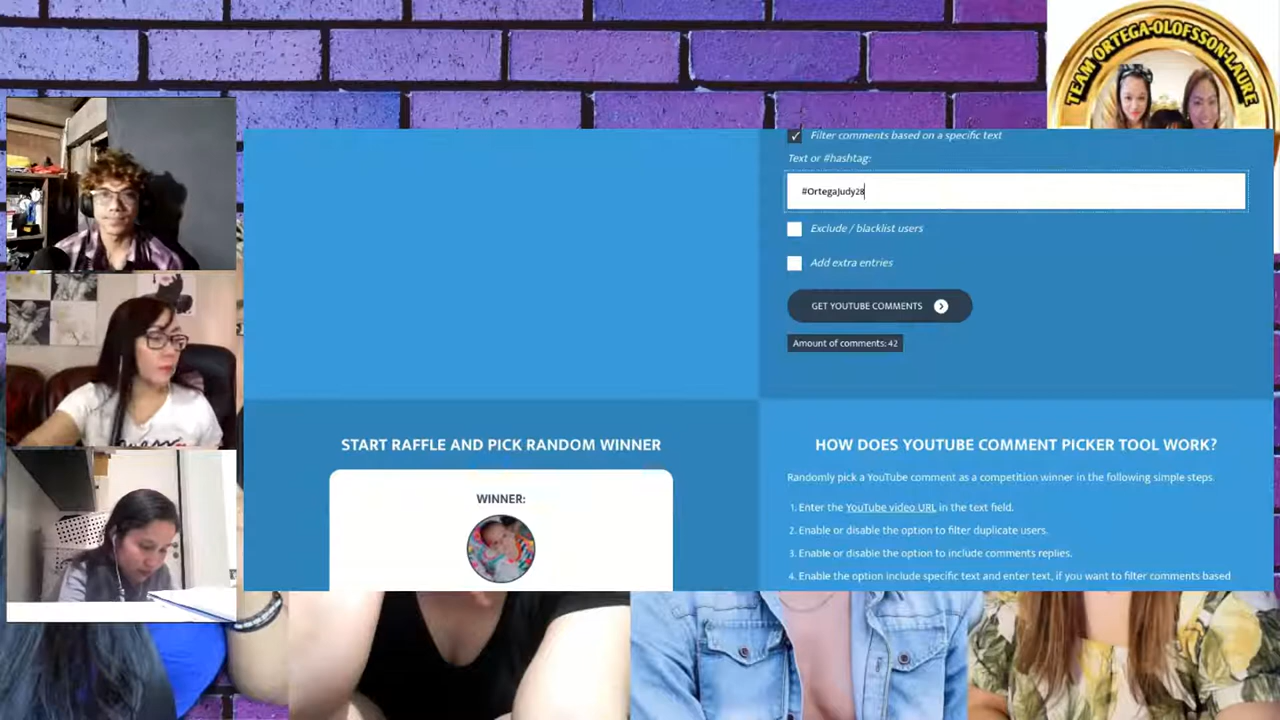 TEAM ORTEGA-OLOFSSON-LAURE
Filter comments based on a specific text
Text or #hashtag:
#OrtegaJudy28
Exclude / blacklist users
Add extra entries
GET YOUTUBE COMMENTS
Amount of comments: 42
START RAFFLE AND PICK RANDOM WINNER
WINNER:
HOW DOES YOUTUBE COMMENT PICKER TOOL WORK?
Randomly pick a YouTube comment as a competition winner in the following simple steps.
1. Enter the YouTube video URL in the text field.
2. Enable or disable the option to filter duplicate users.
3. Enable or disable the option to include comments replies.
4. Enable the option include specific text and enter text, if you want to filter comments based